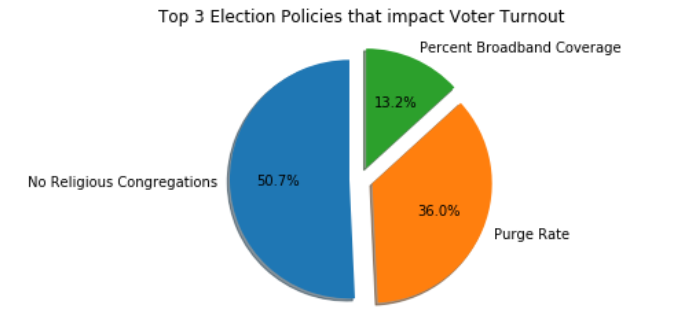 Top 3 Election Policies that impact Voter Turnout
Percent Broadband Coverage
13.2%
No Religious Congregations
50.7%
36.0%
Purge Rate